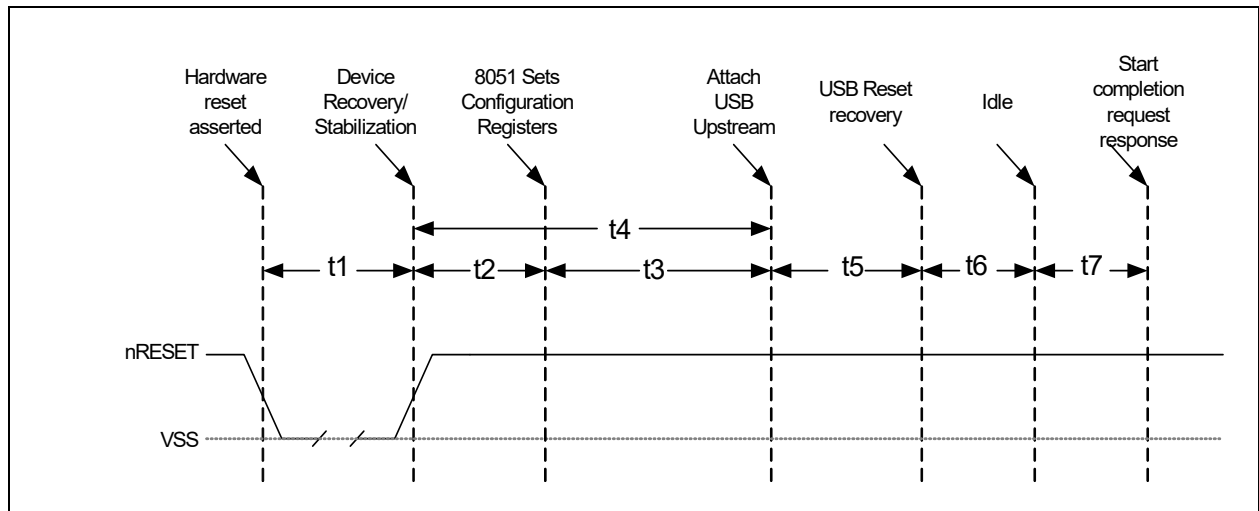 Hardware
reset
asserted
Device
Recovery/
Stabilization
8051 Sets
Configuration
Registers
Attach
USB
Upstream
USB Reset
recovery
Idle
Start
completion
request
response
t4
t1
t2
t3
t5
t6
t7
nRESET
VSS